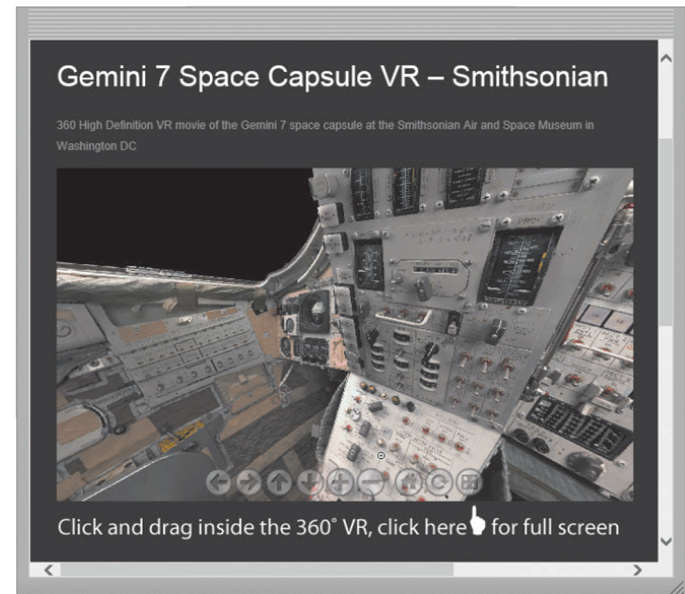 Gemini 7 Space Capsule VR – Smithsonian
360 High Definition VR movie of the Gemini 7 space capsule at the Smithsonian Air and Space Museum in
Washington DC
Click and drag inside the 360° VR, click here for full screen